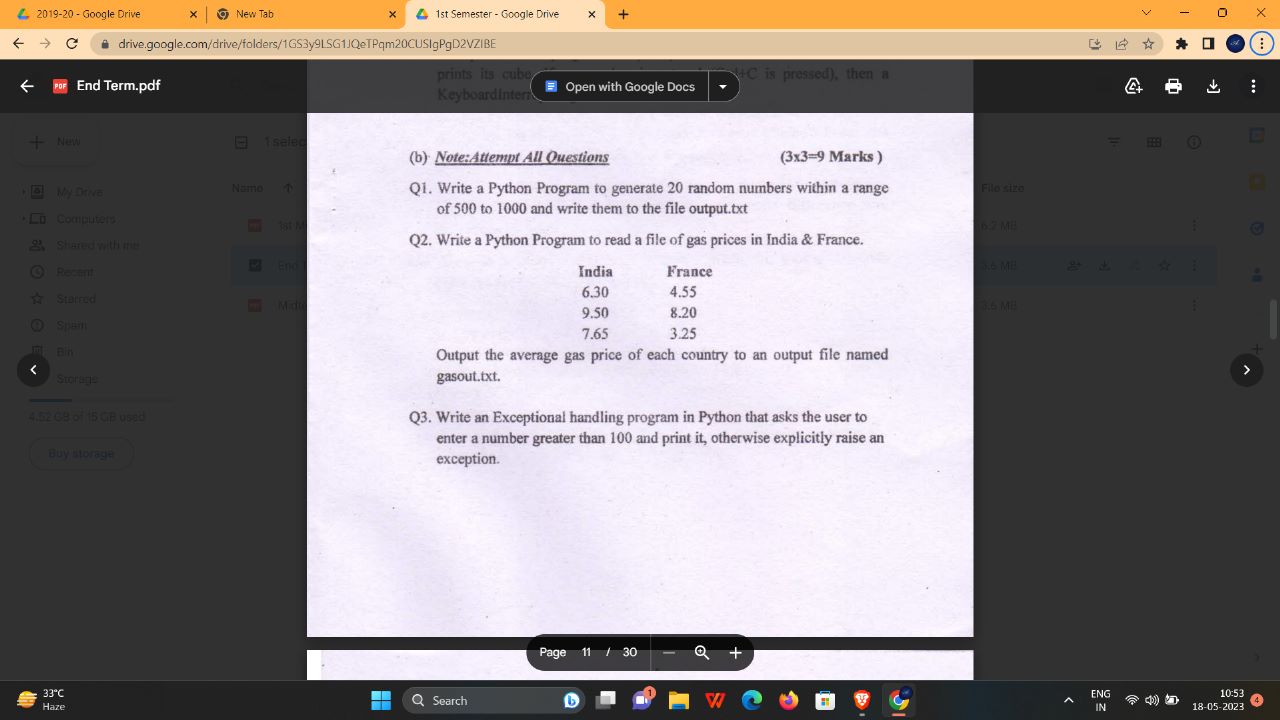 2019-20 - Google Drive
New Tab
1st Semester - Google Drive
drive.google.com/drive/folders/1GS3y9LSG1JQeTPqm20CUSIgPgD2VZIBE
End Term.pdf
Open with Google Docs
prints its cube
C is pressed), then a
New
1 selec
(b) Note:Attempt All Questions (3x3=9 Marks )
Name
File size
Q1. Write a Python Program to generate 20 random numbers within a range
of 500 to 1000 and write them to the file output.txt
My Drive
Computers
1st M
6.2 MB
Q2. Write a Python Program to read a file of gas prices in India & France.
Shared with me
End T
3.6 MB
Recent
India France
6.30 4.55
Starred
Midte
3.6 MB
9.50 8.20
Spam
7.65 3.25
Bin
Output the average gas price of each country to an output file named
gasout.txt.
Storage
4.52 GB of 15 GB used
Q3. Write an Exceptional handling program in Python that asks the user to
enter a number greater than 100 and print it, otherwise explicitly raise an
exception.
Buy storage
Page 11 / 30
33°C
Haze
Search
1
ENG
IN
10:53
18-05-2023
4